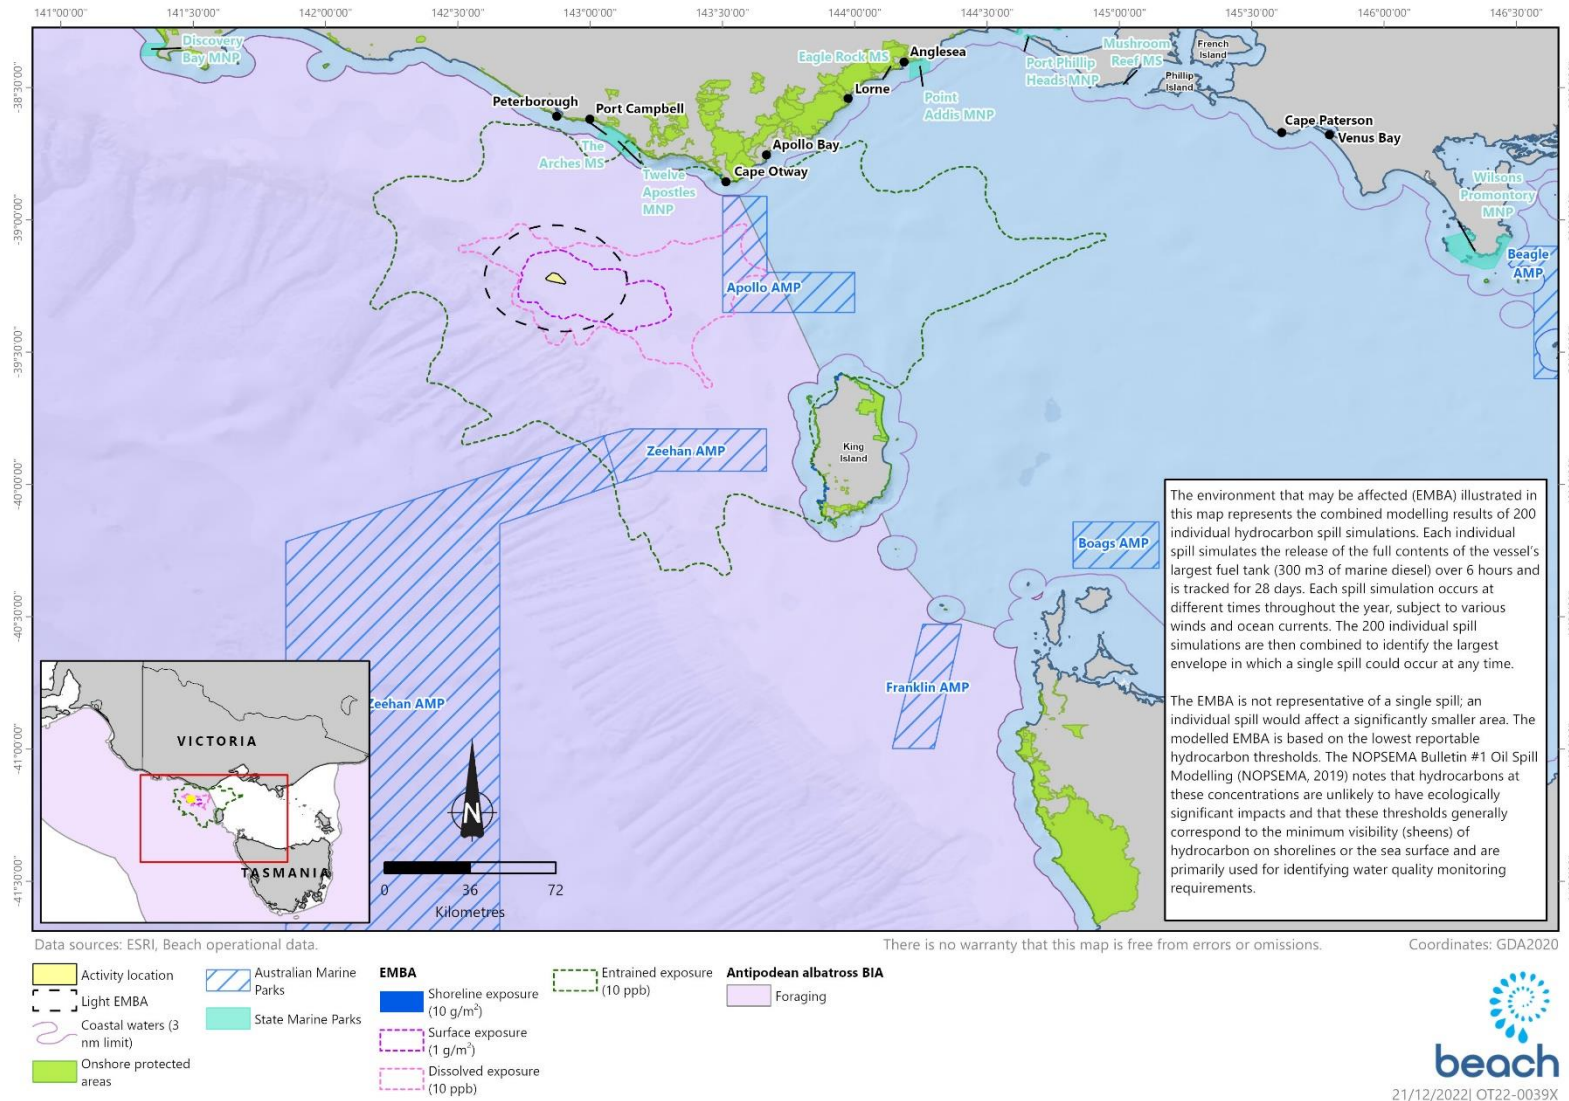 141°00'00"
141°30'00"
142°00'00"
142°30'00"
143°00'00"
143°30'00"
144°00'00"
144°30'00"
145°00'00"
145°30'00"
146°00'00"
146°30'00"
-38°30'00"
-39°00'00"
-39°30'00"
-40°00'00"
-40°30'00"
-41°00'00"
-41°30'00"
Discovery
Bay MNP
Peterborough
Port Campbell
The
Arches MS
Twelve
Apostles
MNP
Cape Otway
Apollo Bay
Lorne
Eagle Rock MS
Anglesea
Point
Addis MNP
Port Phillip
Heads MNP
Mushroom
Reef MS
French
Island
Phillip
Island
Cape Paterson
Venus Bay
Wilsons
Promontory
MNP
Beagle
AMP
Apollo AMP
Zeehan AMP
King
Island
Boags AMP
Franklin AMP
Zeehan AMP
VICTORIA
TASMANIA
N
0 36 72
Kilometres
The environment that may be affected (EMBA) illustrated in
this map represents the combined modelling results of 200
individual hydrocarbon spill simulations. Each individual
spill simulates the release of the full contents of the vessel's
largest fuel tank (300 m3 of marine diesel) over 6 hours and
is tracked for 28 days. Each spill simulation occurs at
different times throughout the year, subject to various
winds and ocean currents. The 200 individual spill
simulations are then combined to identify the largest
envelope in which a single spill could occur at any time.
The EMBA is not representative of a single spill; an
individual spill would affect a significantly smaller area. The
modelled EMBA is based on the lowest reportable
hydrocarbon thresholds. The NOPSEMA Bulletin #1 Oil Spill
Modelling (NOPSEMA, 2019) notes that hydrocarbons at
these concentrations are unlikely to have ecologically
significant impacts and that these thresholds generally
correspond to the minimum visibility (sheens) of
hydrocarbon on shorelines or the sea surface and are
primarily used for identifying water quality monitoring
requirements.
Data sources: ESRI, Beach operational data.
There is no warranty that this map is free from errors or omissions.
Coordinates: GDA2020
Activity location
Light EMBA
Coastal waters (3
nm limit)
Onshore protected
areas
Australian Marine
Parks
State Marine Parks
EMBA
Shoreline exposure
(10 g/m²)
Surface exposure
(1 g/m²)
Dissolved exposure
(10 ppb)
Entrained exposure
(10 ppb)
Antipodean albatross BIA
Foraging
beach
21/12/2022| OT22-0039X